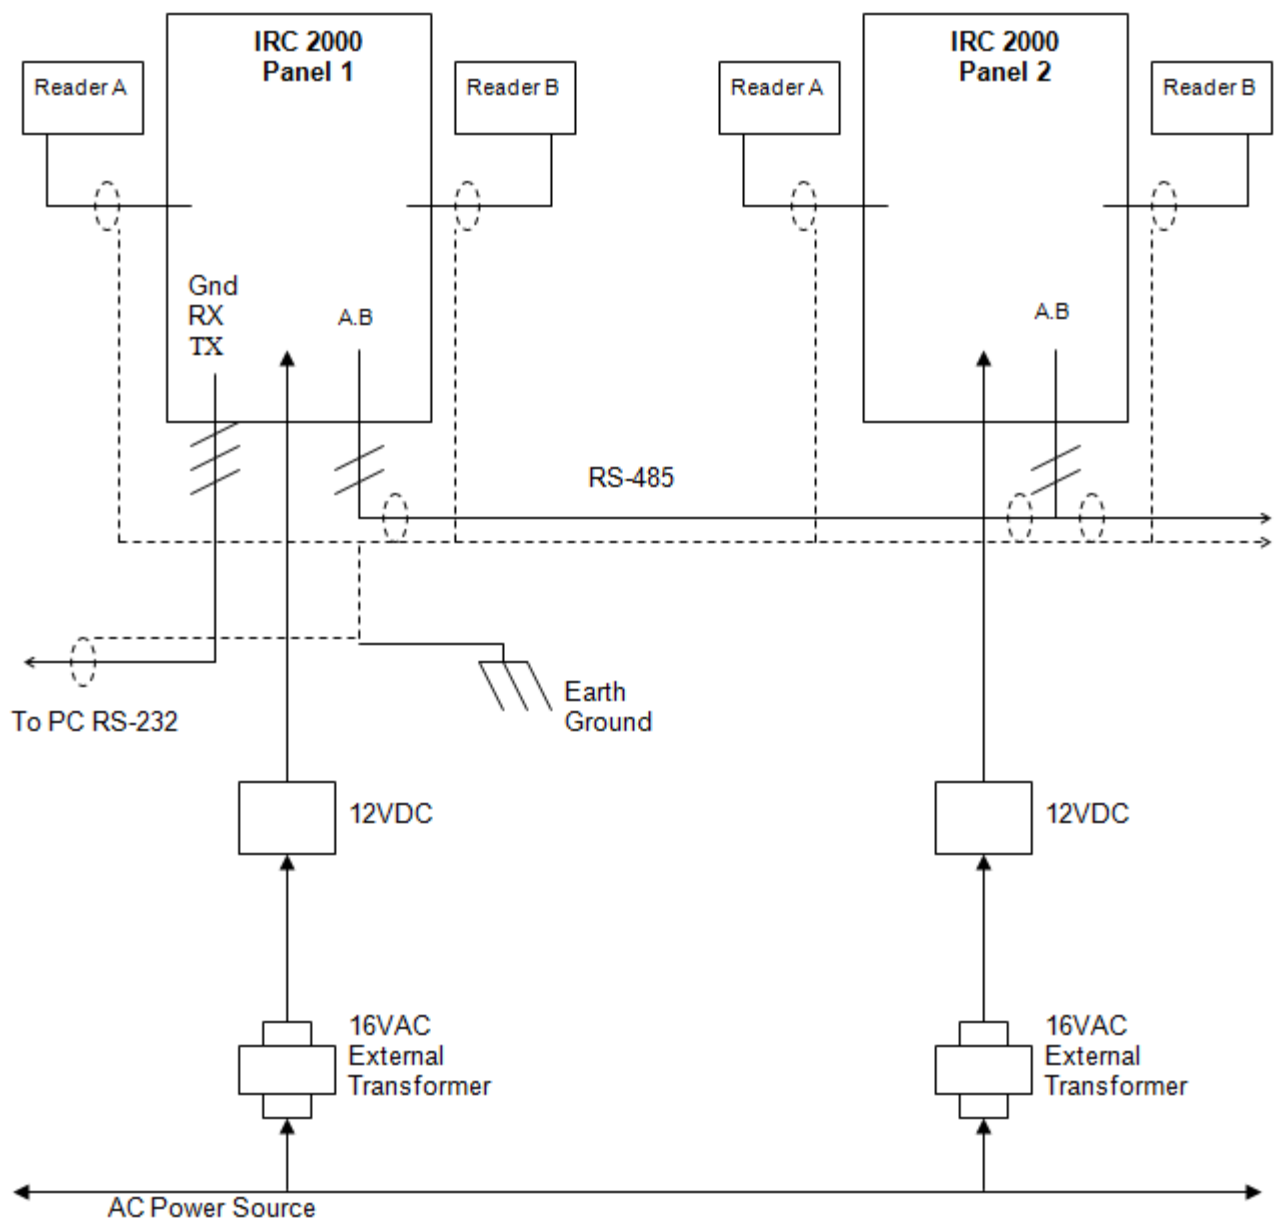 IRC 2000
Panel 1
IRC 2000
Panel 2
Reader A
Reader B
Reader A
Reader B
Gnd
RX
TX
A.B
A.B
RS-485
To PC RS-232
Earth
Ground
12VDC
12VDC
16VAC
External
Transformer
16VAC
External
Transformer
AC Power Source